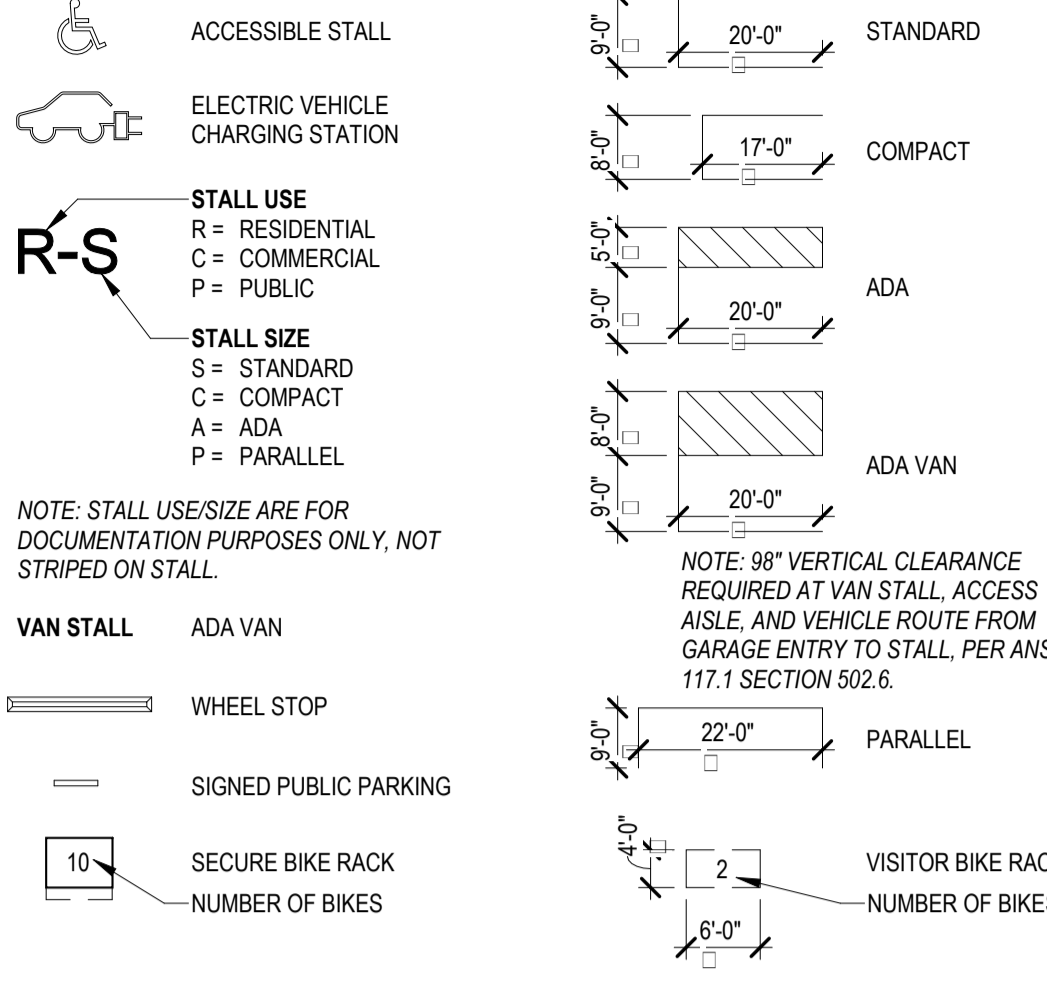 ACCESSIBLE STALL
ELECTRIC VEHICLE
CHARGING STATION
R-S
STALL USE
R = RESIDENTIAL
C = COMMERCIAL
P = PUBLIC
STALL SIZE
S = STANDARD
C = COMPACT
A = ADA
P = PARALLEL
NOTE: STALL USE/SIZE ARE FOR
DOCUMENTATION PURPOSES ONLY, NOT
STRIPED ON STALL.
VAN STALL ADA VAN
WHEEL STOP
SIGNED PUBLIC PARKING
10
SECURE BIKE RACK
NUMBER OF BIKES
9'-0"
20'-0"
STANDARD
8'-0"
17'-0"
COMPACT
5'-0"
9'-0"
20'-0"
ADA
8'-0"
9'-0"
20'-0"
ADA VAN
NOTE: 98" VERTICAL CLEARANCE
REQUIRED AT VAN STALL, ACCESS
AISLE, AND VEHICLE ROUTE FROM
GARAGE ENTRY TO STALL, PER
117.1 SECTION 502.6.
9'-0"
22'-0"
PARALLEL
4'-0"
2
6'-0"
VISITOR BIKE
NUMBER OF